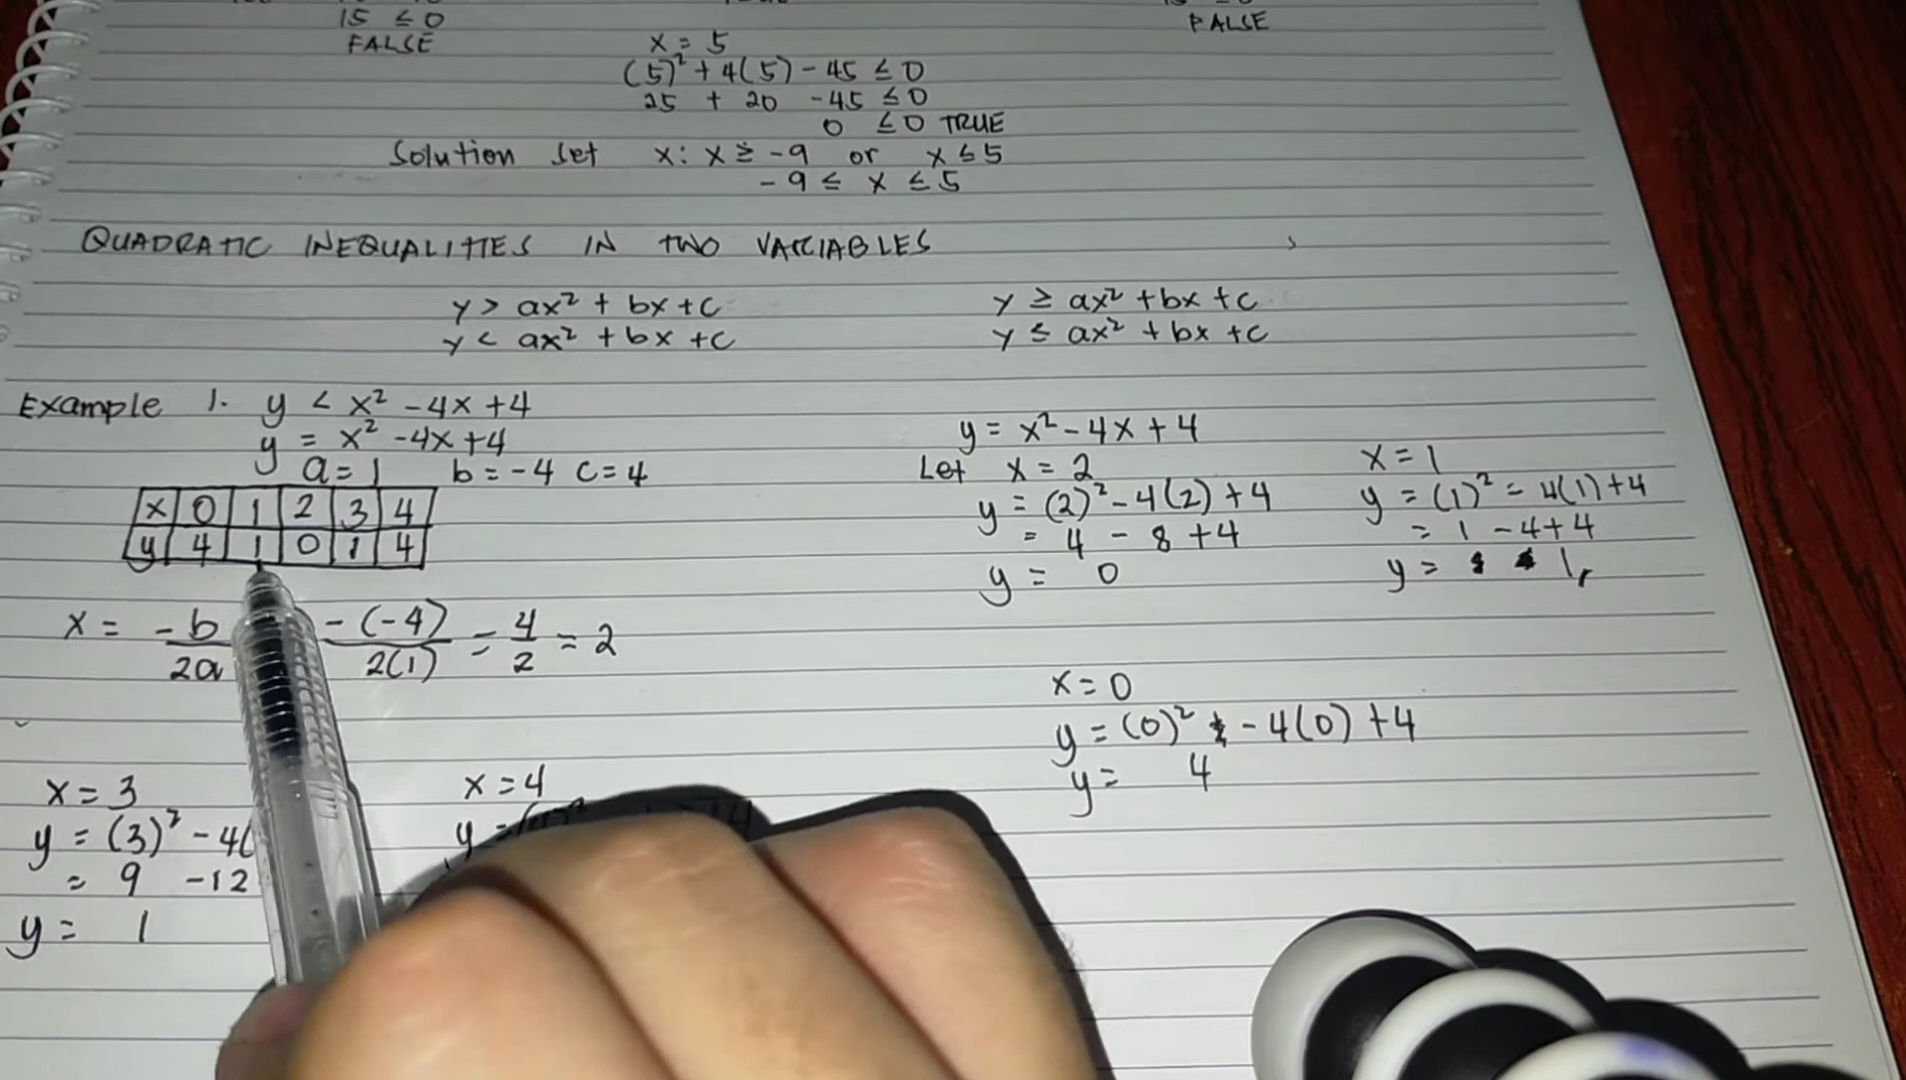 15 ≤ 0
FALSE
FALSE
x = 5
(5)² + 4(5) - 45 ≤ 0
25 + 20 - 45 ≤ 0
0 ≤ 0 TRUE
Solution set x: x ≥ -9 or x ≤ 5
-9 ≤ x ≤ 5
QUADRATIC INEQUALITIES IN TWO VARIABLES
y > ax² + bx + c
y < ax² + bx + c
y ≥ ax² + bx + c
y ≤ ax² + bx + c
Example 1. y < x² - 4x + 4
y = x² - 4x + 4
a = 1 b = -4 c = 4
x 0 1 2 3 4
y 4 1 0 1 4
x = -b/2a -(-4)/2(1) = 4/2 = 2
y = x² - 4x + 4
Let x = 2
y = (2)² - 4(2) + 4
= 4 - 8 + 4
y = 0
x = 1
y = (1)² - 4(1) + 4
= 1 - 4 + 4
y = 1
x = 0
y = (0)² - 4(0) + 4
y = 4
x = 3
y = (3)² - 4(
= 9 - 12
y = 1
x = 4
y =